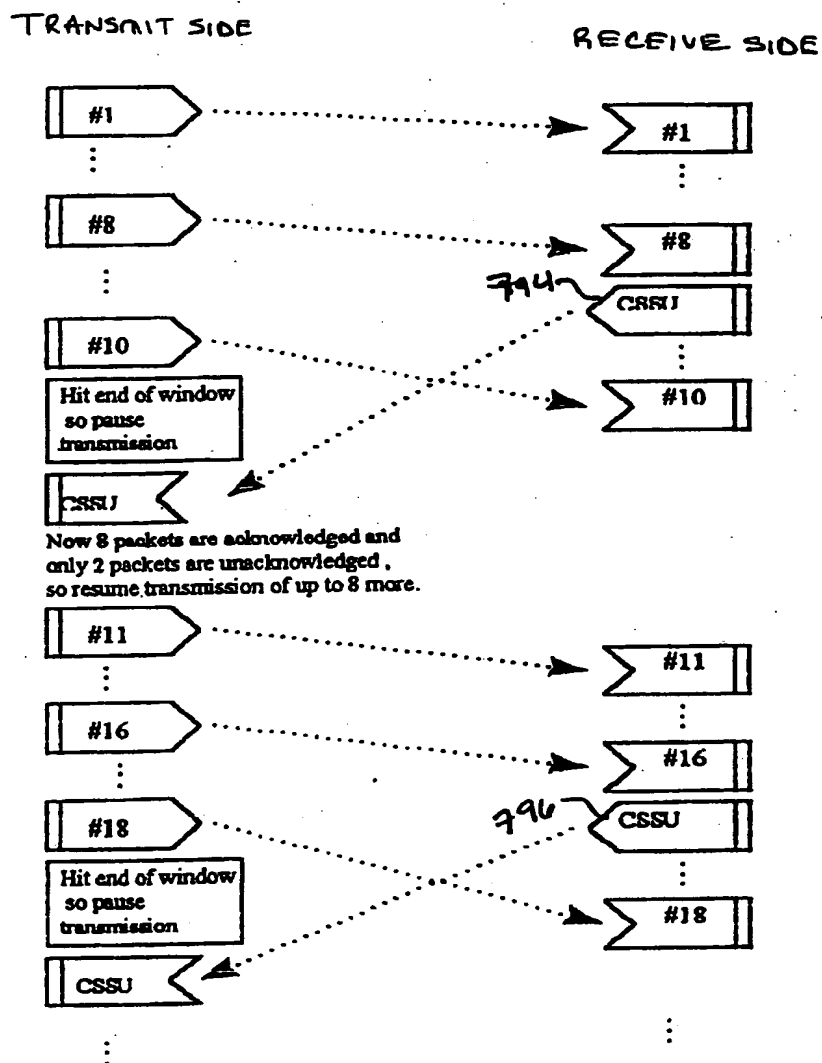 TRANSMIT SIDE
RECEIVE SIDE
#1
#1
#8
#8
794
CSSU
#10
#10
Hit end of window
so pause
transmission
CSSU
Now 8 packets are acknowledged and
only 2 packets are unacknowledged,
so resume transmission of up to 8 more.
#11
#11
#16
#16
796
CSSU
#18
#18
Hit end of window
so pause
transmission
CSSU